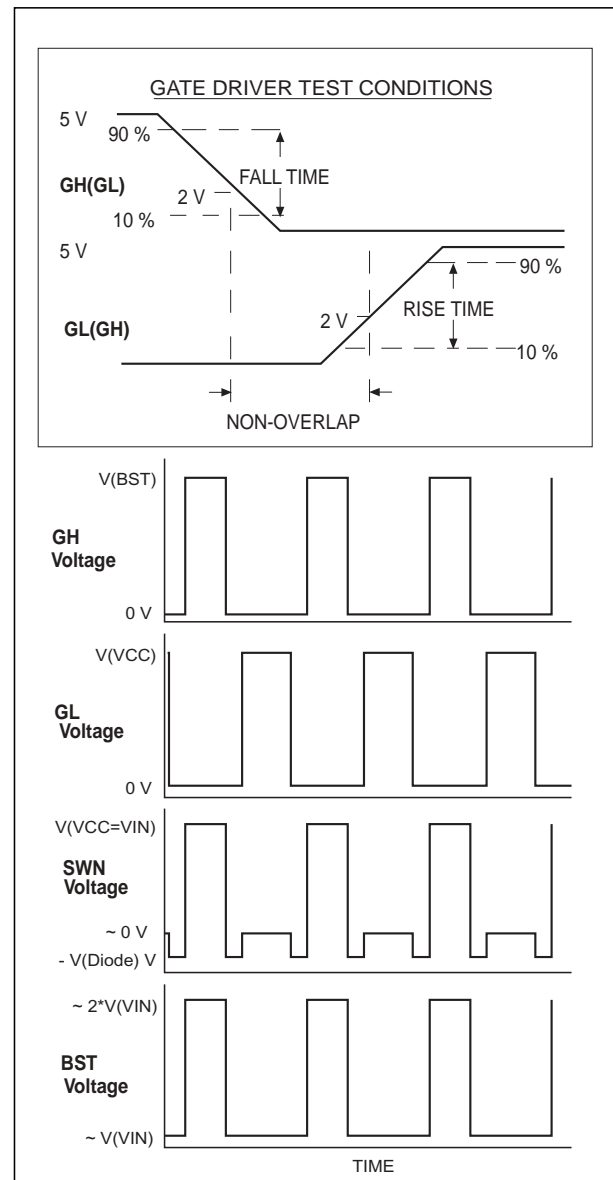 GATE DRIVER TEST CONDITIONS
5 V
90 %
FALL TIME
GH(GL)
2 V
10 %
5 V
90 %
2 V
RISE TIME
GL(GH)
10 %
NON-OVERLAP
V(BST)
GH
Voltage
0 V
V(VCC)
GL
Voltage
0 V
V(VCC=VIN)
SWN
Voltage
~ 0 V
- V(Diode) V
~ 2*V(VIN)
BST
Voltage
~ V(VIN)
TIME